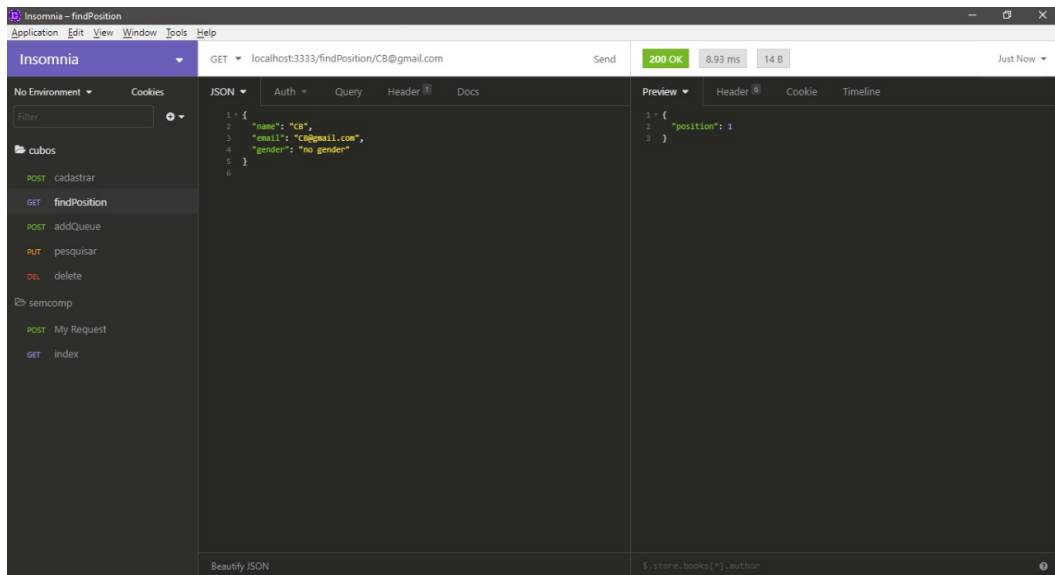 Insomnia – findPosition
Application Edit View Window Tools Help
Insomnia
GET localhost:3333/findPosition/CB@gmail.com Send
200 OK 8.93 ms 14 B Just Now
No Environment Cookies
JSON Auth Query Header 1 Docs
Preview Header 6 Cookie Timeline
Filter
cubos
POST cadastrar
GET findPosition
POST addQueue
PUT pesquisar
DEL delete
semcomp
POST My Request
GET index
1 {
2 "name": "CB",
3 "email": "CB@gmail.com",
4 "gender": "no gender"
5 }
6
1 {
2 "position": 1
3 }
Beautify JSON
$.store.books[*].author